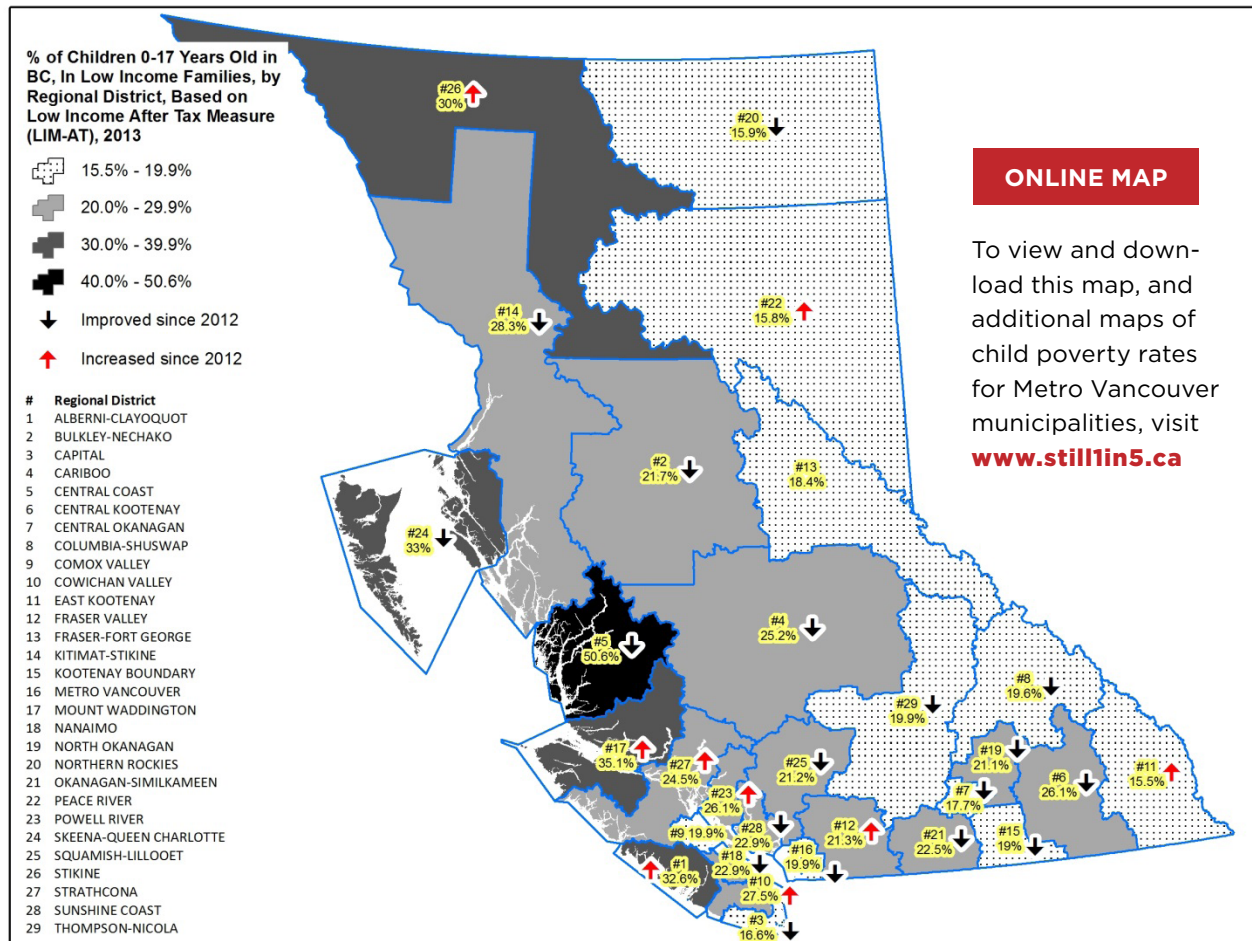 % of Children 0-17 Years Old in
BC, In Low Income Families, by
Regional District, Based on
Low Income After Tax Measure
(LIM-AT), 2013
15.5% - 19.9%
20.0% - 29.9%
30.0% - 39.9%
40.0% - 50.6%
Improved since 2012
Increased since 2012
# Regional District
1 ALBERNI-CLAYOQUOT
2 BULKLEY-NECHAKO
3 CAPITAL
4 CARIBOO
5 CENTRAL COAST
6 CENTRAL KOOTENAY
7 CENTRAL OKANAGAN
8 COLUMBIA-SHUSWAP
9 COMOX VALLEY
10 COWICHAN VALLEY
11 EAST KOOTENAY
12 FRASER VALLEY
13 FRASER-FORT GEORGE
14 KITIMAT-STIKINE
15 KOOTENAY BOUNDARY
16 METRO VANCOUVER
17 MOUNT WADDINGTON
18 NANAIMO
19 NORTH OKANAGAN
20 NORTHERN ROCKIES
21 OKANAGAN-SIMILKAMEEN
22 PEACE RIVER
23 POWELL RIVER
24 SKEENA-QUEEN CHARLOTTE
25 SQUAMISH-LILLOOET
26 STIKINE
27 STRATHCONA
28 SUNSHINE COAST
29 THOMPSON-NICOLA
#26
30%
#20
15.9%
#14
28.3%
#22
15.8%
#2
21.7%
#13
18.4%
#24
33%
#5
50.6%
#4
25.2%
#8
19.6%
#29
19.9%
#17
35.1%
#27
24.5%
#25
21.2%
#19
21.1%
#11
15.5%
#6
26.1%
#23
26.1%
#7
17.7%
#9 19.9%
#28
22.9%
#12
21.3%
#21
22.5%
#15
19%
#16
19.9%
#18
22.9%
#1
32.6%
#10
27.5%
#3
16.6%
ONLINE MAP
To view and down-
load this map, and
additional maps of
child poverty rates
for Metro Vancouver
municipalities, visit
www.still1in5.ca